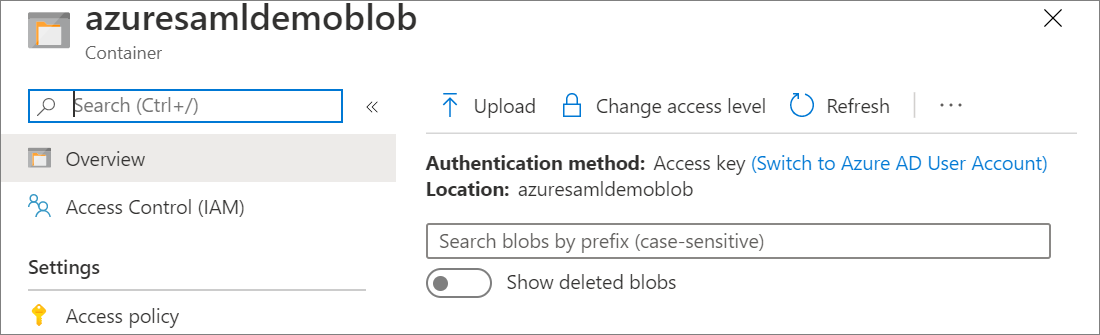 azuresamldemoblob
Container
Search (Ctrl+/)
«
Upload
Change access level
Refresh
...
Overview
Access Control (IAM)
Settings
Access policy
Authentication method: Access key (Switch to Azure AD User Account)
Location: azuresamldemoblob
Search blobs by prefix (case-sensitive)
Show deleted blobs